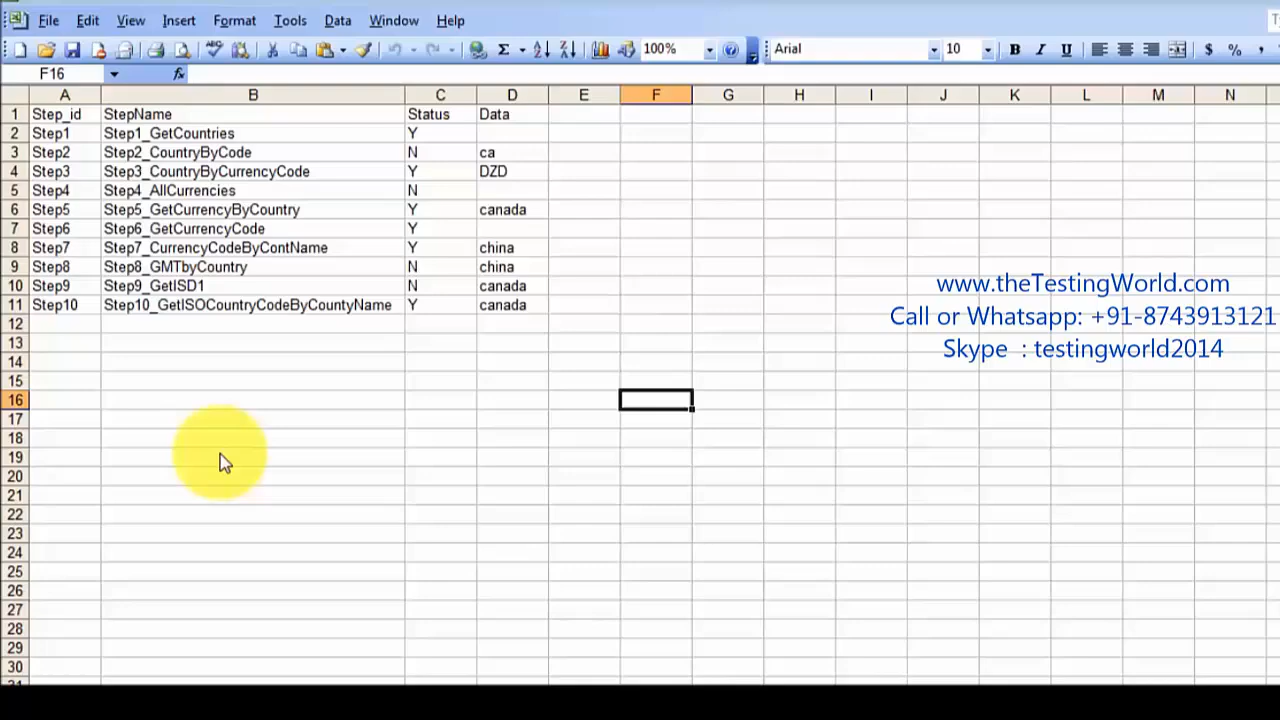 File Edit View Insert Format Tools Data Window Help
100% Arial 10 B I U $ % ,
F16 fx
A B C D E F G H I J K L M N
1 Step_id StepName Status Data
2 Step1 Step1_GetCountries Y
3 Step2 Step2_CountryByCode N ca
4 Step3 Step3_CountryByCurrencyCode Y DZD
5 Step4 Step4_AllCurrencies N
6 Step5 Step5_GetCurrencyByCountry Y canada
7 Step6 Step6_GetCurrencyCode Y
8 Step7 Step7_CurrencyCodeByContName Y china
9 Step8 Step8_GMTbyCountry N china
10 Step9 Step9_GetISD1 N canada
11 Step10 Step10_GetISOCountryCodeByCountyName Y canada
www.theTestingWorld.com
Call or Whatsapp: +91-8743913121
Skype : testingworld2014
12
13
14
15
16
17
18
19
20
21
22
23
24
25
26
27
28
29
30